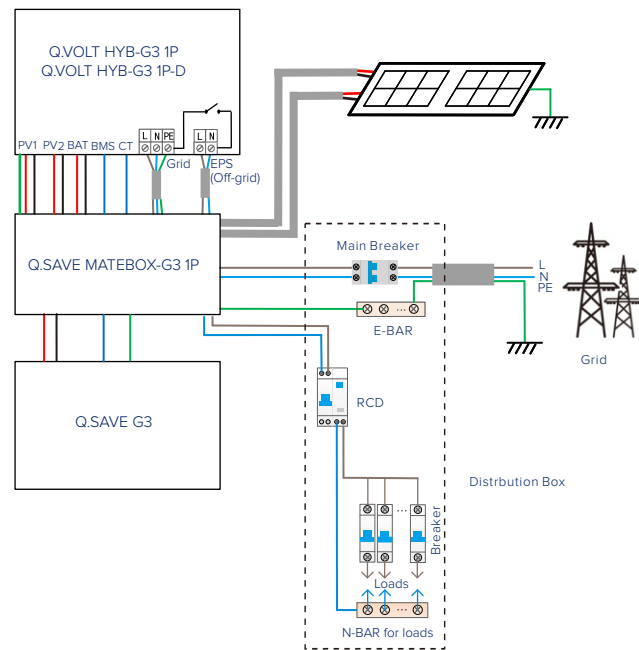 Q.VOLT HYB-G3 1P
Q.VOLT HYB-G3 1P-D
L N PE
L N
PV1 PV2 BAT BMS CT
Grid
EPS
(Off-grid)
Q.SAVE MATEBOX-G3 1P
Main Breaker
L
N
PE
E-BAR
Grid
Q.SAVE G3
RCD
Distrbution Box
Breaker
Loads
N-BAR for loads